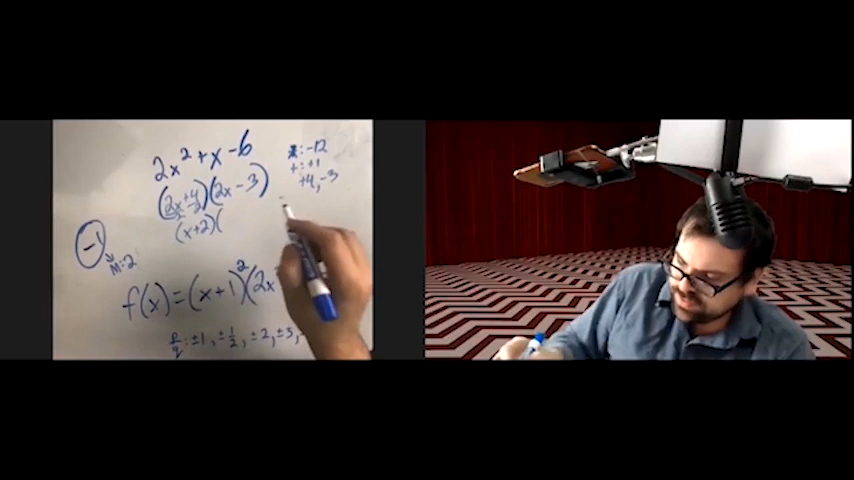 2x² + x - 6
*: -12
+: +1
+4, -3
(2x+4)(2x-3)
(x+2)(
-1
M:2
f(x) = (x+1)²(2x
p/q: ±1, ±1/2, ±2, ±3,